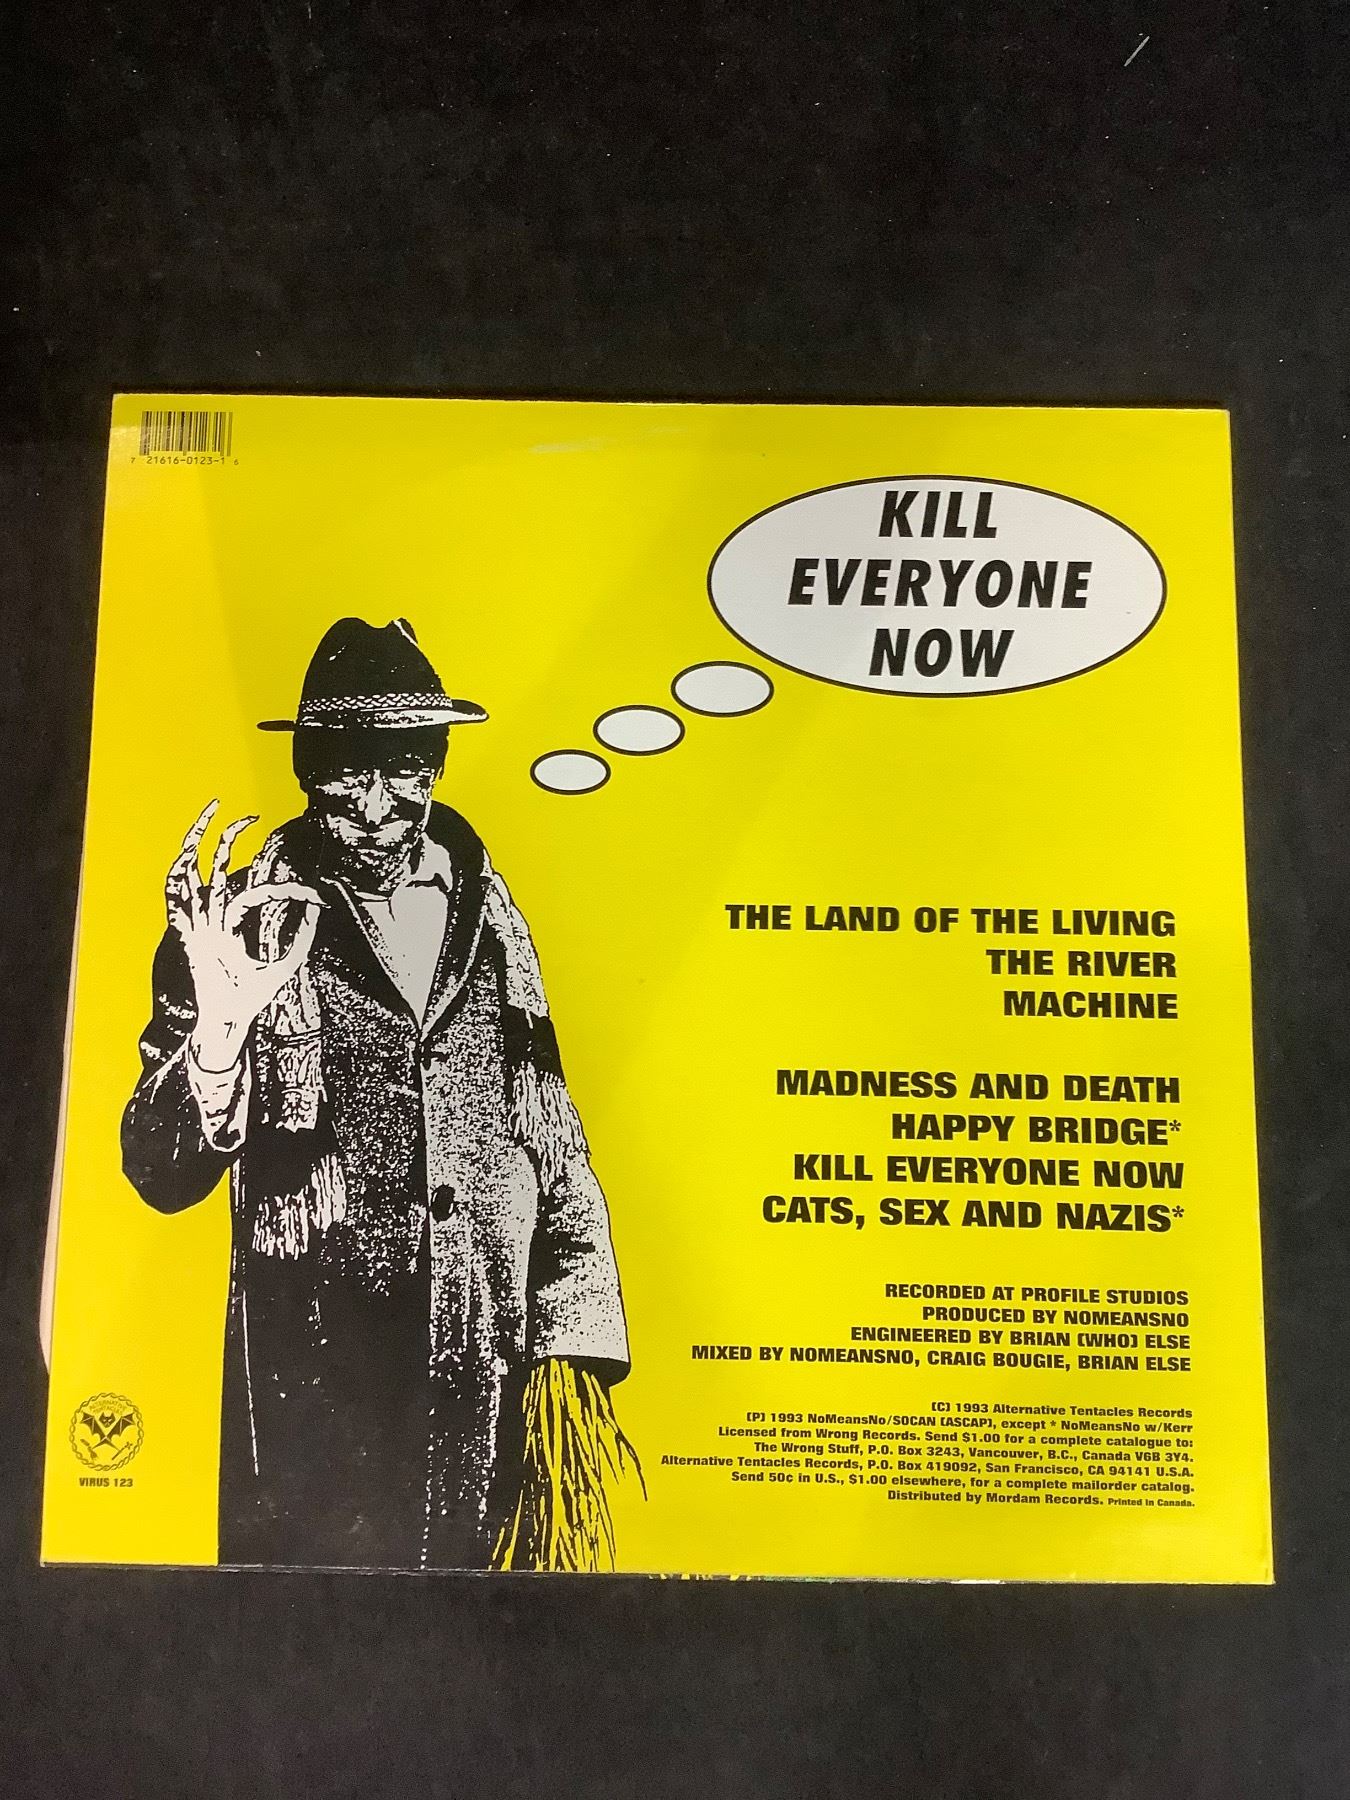 7 21616-0123-1 6
KILL
EVERYONE
NOW
THE LAND OF THE LIVING
THE RIVER
MACHINE
MADNESS AND DEATH
HAPPY BRIDGE*
KILL EVERYONE NOW
CATS, SEX AND NAZIS*
RECORDED AT PROFILE STUDIOS
PRODUCED BY NOMEANSNO
ENGINEERED BY BRIAN (WHO) ELSE
MIXED BY NOMEANSNO, CRAIG BOUGIE, BRIAN ELSE
(C) 1993 Alternative Tentacles Records
(P) 1993 NoMeansNo/SOCAN (ASCAP), except * NoMeansNo w/Kerr
Licensed from Wrong Records. Send $1.00 for a complete catalogue to:
The Wrong Stuff, P.O. Box 3243, Vancouver, B.C., Canada V6B 3Y4.
Alternative Tentacles Records, P.O. Box 419092, San Francisco, CA 94141 U.S.A.
Send 50¢ in U.S., $1.00 elsewhere, for a complete mailorder catalog.
Distributed by Mordam Records. Printed in Canada.
ALTERNATIVE
TENTACLES
VIRUS 123